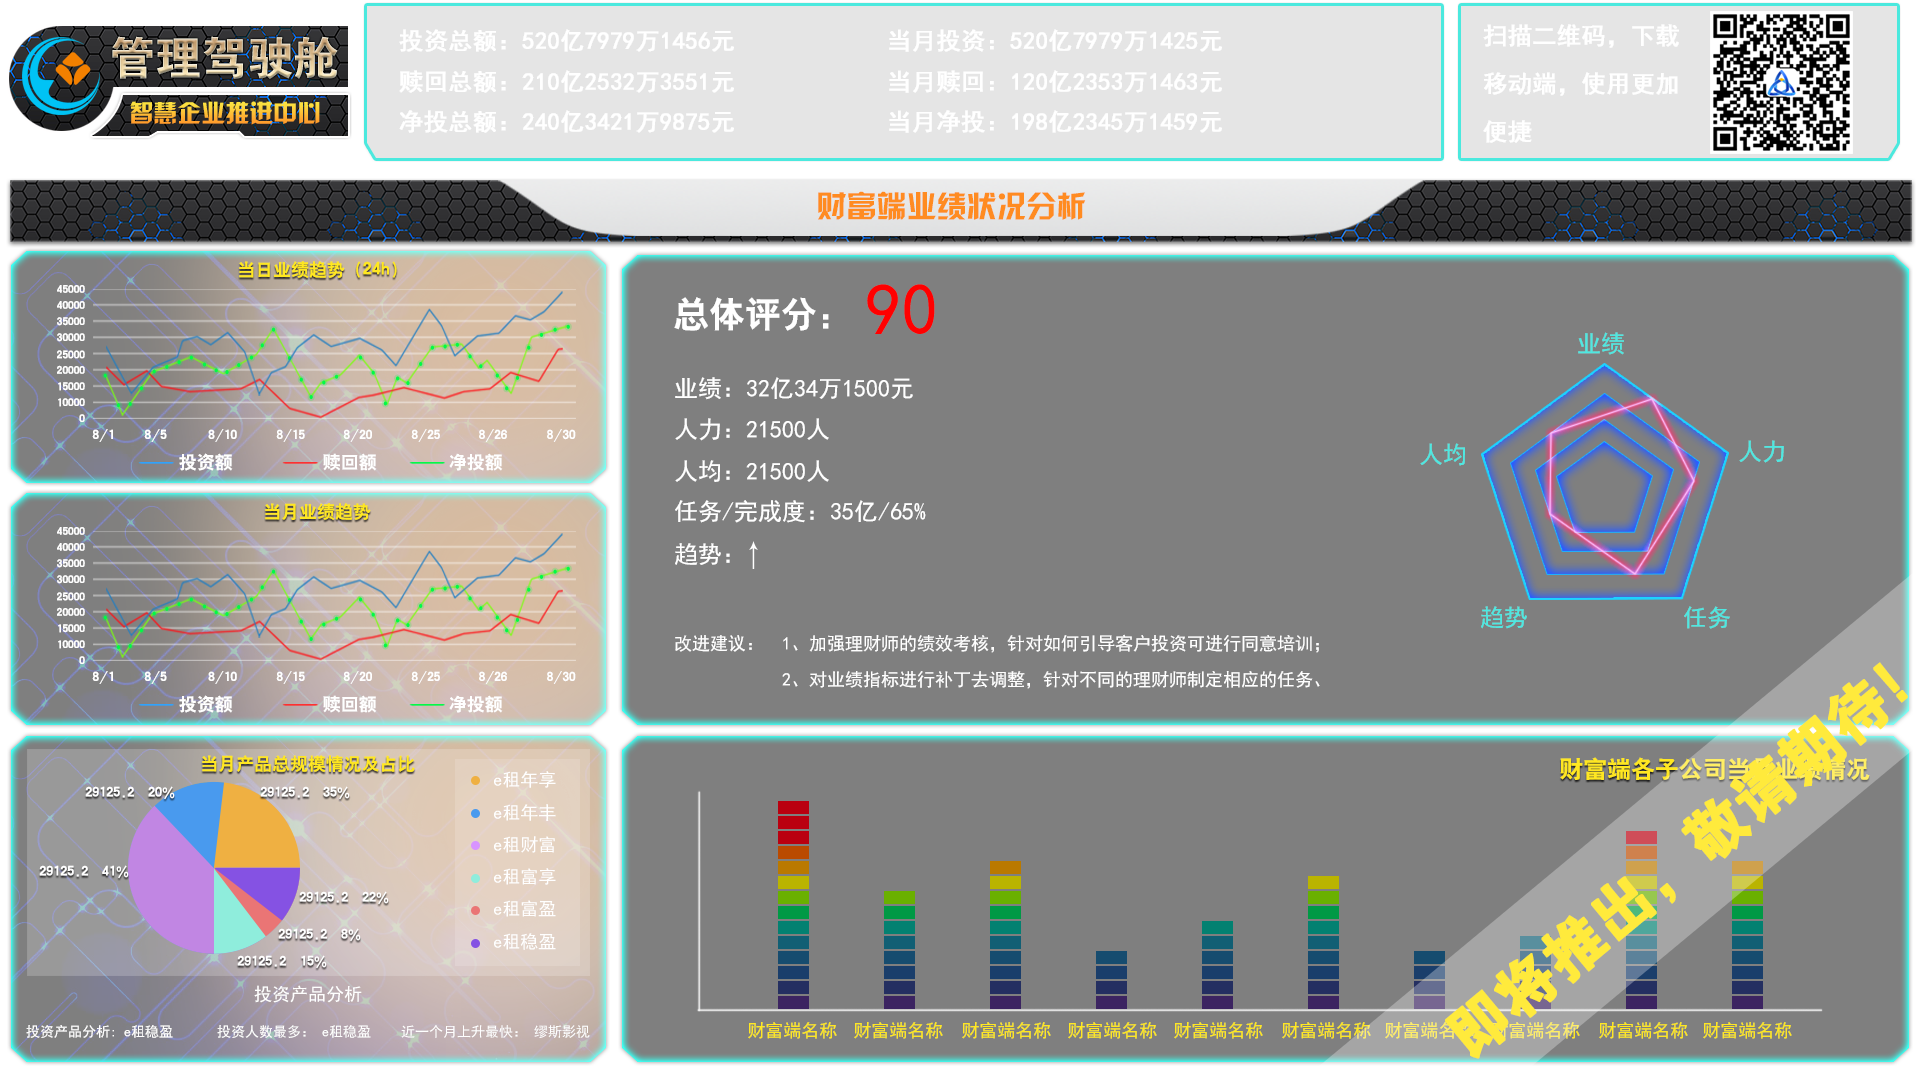 管理驾驶舱
智慧企业推进中心
投资总额：520亿7979万1456元
当月投资：520亿7979万1425元
赎回总额：210亿2532万3551元
当月赎回：120亿2353万1463元
净投总额：240亿3421万9875元
当月净投：198亿2345万1459元
扫描二维码，下载
移动端，使用更加
便捷
财富端业绩状况分析
当日业绩趋势（24h）
45000
40000
35000
30000
25000
20000
15000
10000
0
8/1 8/5 8/10 8/15 8/20 8/25 8/26 8/30
投资额 赎回额 净投额
当月业绩趋势
45000
40000
35000
30000
25000
20000
15000
10000
0
8/1 8/5 8/10 8/15 8/20 8/25 8/26 8/30
投资额 赎回额 净投额
当月产品总规模情况及占比
29125.2 20%
29125.2 35%
29125.2 41%
29125.2 22%
29125.2 8%
29125.2 15%
e租年享
e租年丰
e租财富
e租富享
e租富盈
e租稳盈
投资产品分析
投资产品分析：e租稳盈 投资人数最多： e租稳盈 近一个月上升最快： 缪斯影视
总体评分： 90
业绩：32亿34万1500元
人力：21500人
人均：21500人
任务/完成度：35亿/65%
趋势：↑
改进建议： 1、加强理财师的绩效考核，针对如何引导客户投资可进行同意培训；
2、对业绩指标进行补丁去调整，针对不同的理财师制定相应的任务、
业绩
人均
人力
趋势
任务
财富端各子公司当月业绩情况
财富端名称 财富端名称 财富端名称 财富端名称 财富端名称 财富端名称 财富端名称 财富端名称 财富端名称 财富端名称
即将推出，敬请期待！